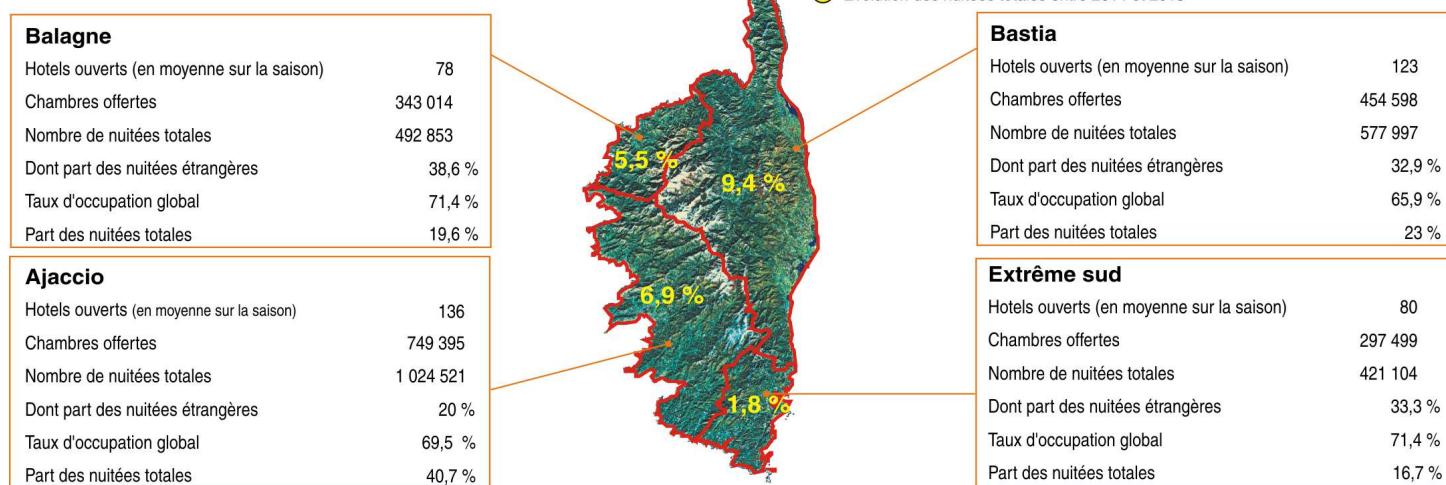 Balagne
Hotels ouverts (en moyenne sur la saison) 78
Chambres offertes 343 014
Nombre de nuitées totales 492 853
Dont part des nuitées étrangères 38,6 %
Taux d'occupation global 71,4 %
Part des nuitées totales 19,6 %
Bastia
Hotels ouverts (en moyenne sur la saison) 123
Chambres offertes 454 598
Nombre de nuitées totales 577 997
Dont part des nuitées étrangères 32,9 %
Taux d'occupation global 65,9 %
Part des nuitées totales 23 %
5,5 %
9,4 %
6,9 %
1,8 %
Ajaccio
Hotels ouverts (en moyenne sur la saison) 136
Chambres offertes 749 395
Nombre de nuitées totales 1 024 521
Dont part des nuitées étrangères 20 %
Taux d'occupation global 69,5 %
Part des nuitées totales 40,7 %
Extrême sud
Hotels ouverts (en moyenne sur la saison) 80
Chambres offertes 297 499
Nombre de nuitées totales 421 104
Dont part des nuitées étrangères 33,3 %
Taux d'occupation global 71,4 %
Part des nuitées totales 16,7 %